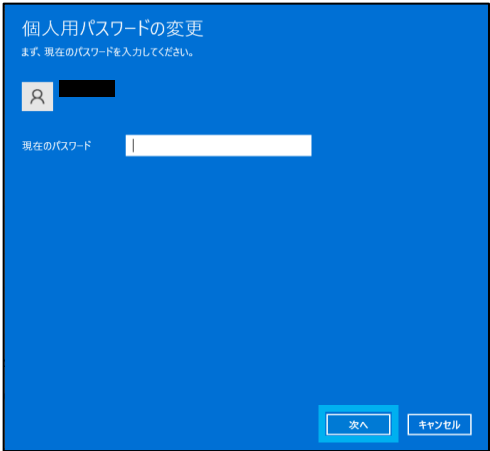 個人用パスワードの変更
まず、現在のパスワードを入力してください。
現在のパスワード
次へ
キャンセル